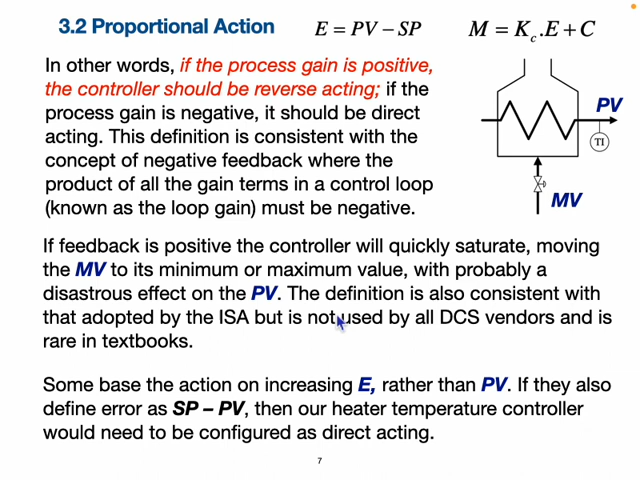 3.2 Proportional Action
E = PV − SP
M = Kc.E + C
In other words, if the process gain is positive,
the controller should be reverse acting; if the
process gain is negative, it should be direct
acting. This definition is consistent with the
concept of negative feedback where the
product of all the gain terms in a control loop
(known as the loop gain) must be negative.
PV
TI
MV
If feedback is positive the controller will quickly saturate, moving
the MV to its minimum or maximum value, with probably a
disastrous effect on the PV. The definition is also consistent with
that adopted by the ISA but is not used by all DCS vendors and is
rare in textbooks.
Some base the action on increasing E, rather than PV. If they also
define error as SP – PV, then our heater temperature controller
would need to be configured as direct acting.
7